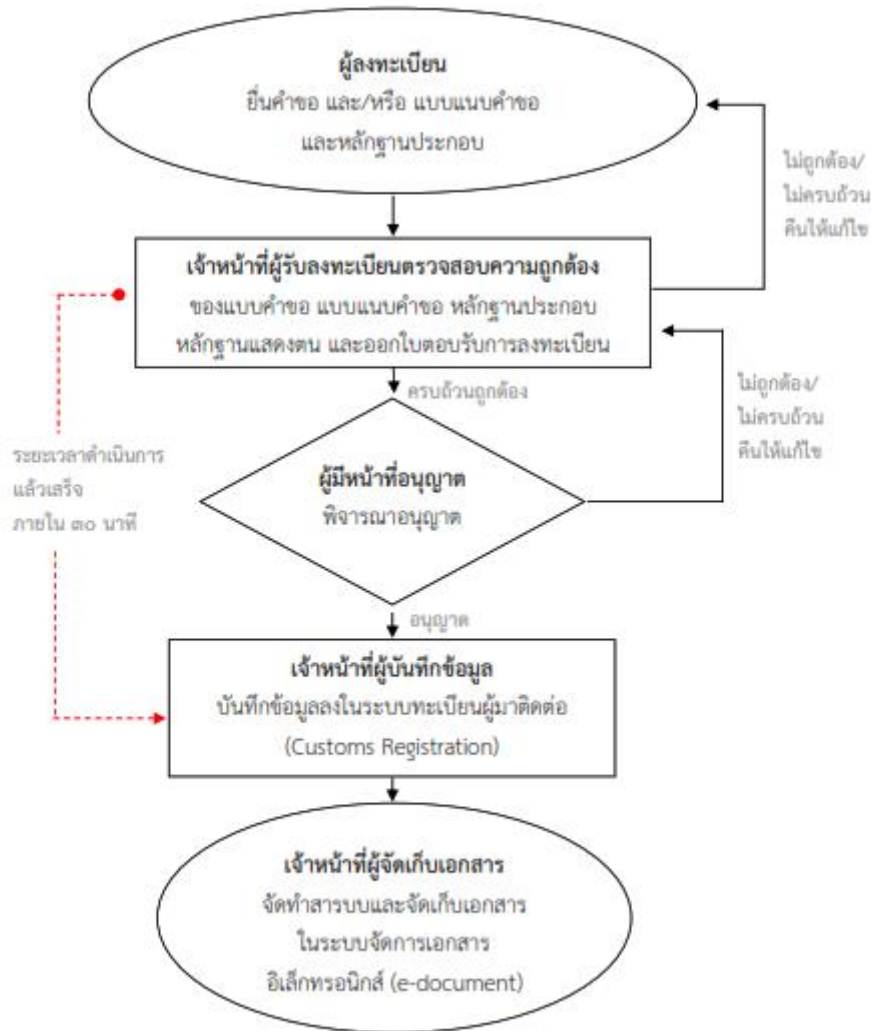 ผู้ลงทะเบียน
ยื่นคำขอ และ/หรือ แบบแนบคำขอ
และหลักฐานประกอบ
ไม่ถูกต้อง/
ไม่ครบถ้วน
คืนให้แก้ไข
เจ้าหน้าที่ผู้รับลงทะเบียนตรวจสอบความถูกต้อง
ของแบบคำขอ แบบแนบคำขอ หลักฐานประกอบ
หลักฐานแสดงตน และออกใบตอบรับการลงทะเบียน
ครบถ้วนถูกต้อง
ไม่ถูกต้อง/
ไม่ครบถ้วน
คืนให้แก้ไข
ระยะเวลาดำเนินการ
แล้วเสร็จ
ภายใน ๓๐ นาที
ผู้มีหน้าที่อนุญาต
พิจารณาอนุญาต
อนุญาต
เจ้าหน้าที่ผู้บันทึกข้อมูล
บันทึกข้อมูลลงในระบบทะเบียนผู้มาติดต่อ
(Customs Registration)
เจ้าหน้าที่ผู้จัดเก็บเอกสาร
จัดทำสารบบและจัดเก็บเอกสาร
ในระบบจัดการเอกสาร
อิเล็กทรอนิกส์ (e-document)